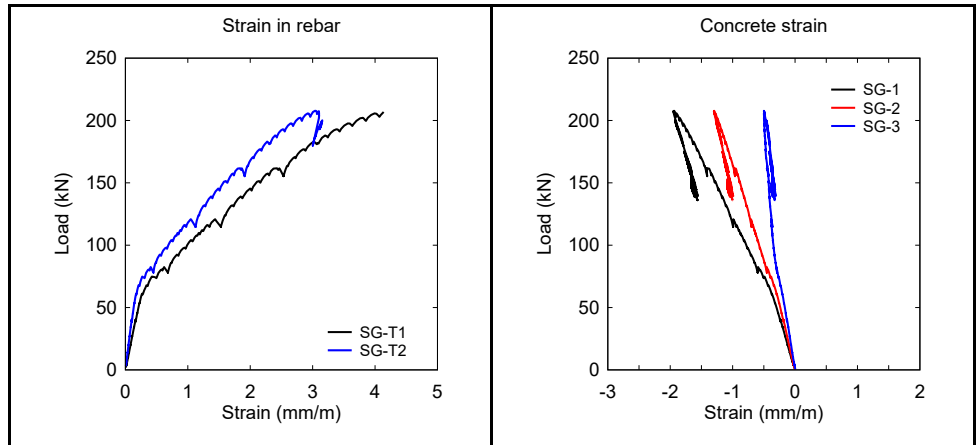 Strain in rebar
250
200
150
100
50
0
Load (kN)
SG-T1
SG-T2
0 1 2 3 4 5
Strain (mm/m)
Concrete strain
250
200
150
100
50
0
Load (kN)
SG-1
SG-2
SG-3
-3 -2 -1 0 1 2
Strain (mm/m)